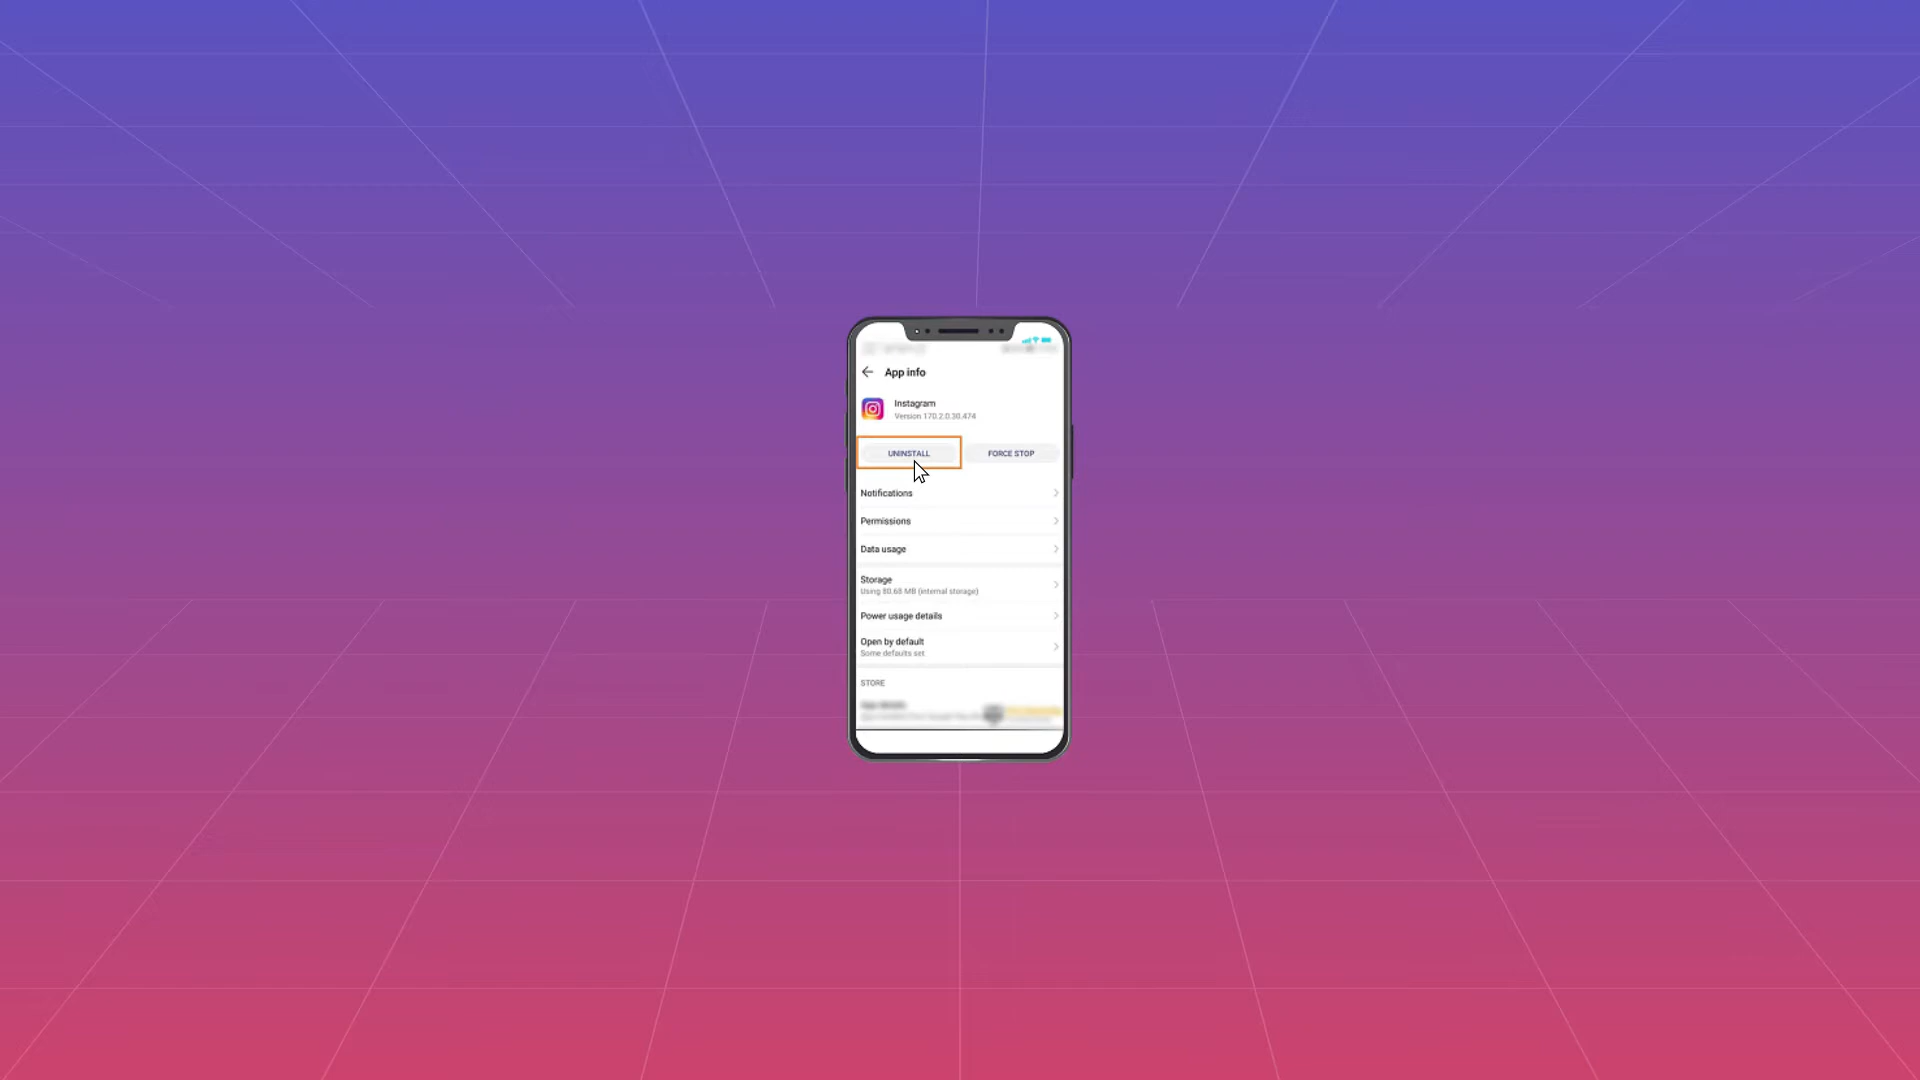 App info
Instagram
Version 170.2.0.30.474
UNINSTALL
FORCE STOP
Notifications
Permissions
Data usage
Storage
Using 80.68 MB (internal storage)
Power usage details
Open by default
Some defaults set
STORE